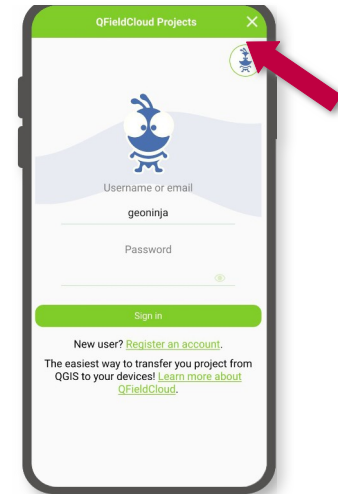 QFieldCloud Projects
Username or email
geoninja
Password
Sign in
New user? Register an account.
The easiest way to transfer you project from
QGIS to your devices! Learn more about
QFieldCloud.